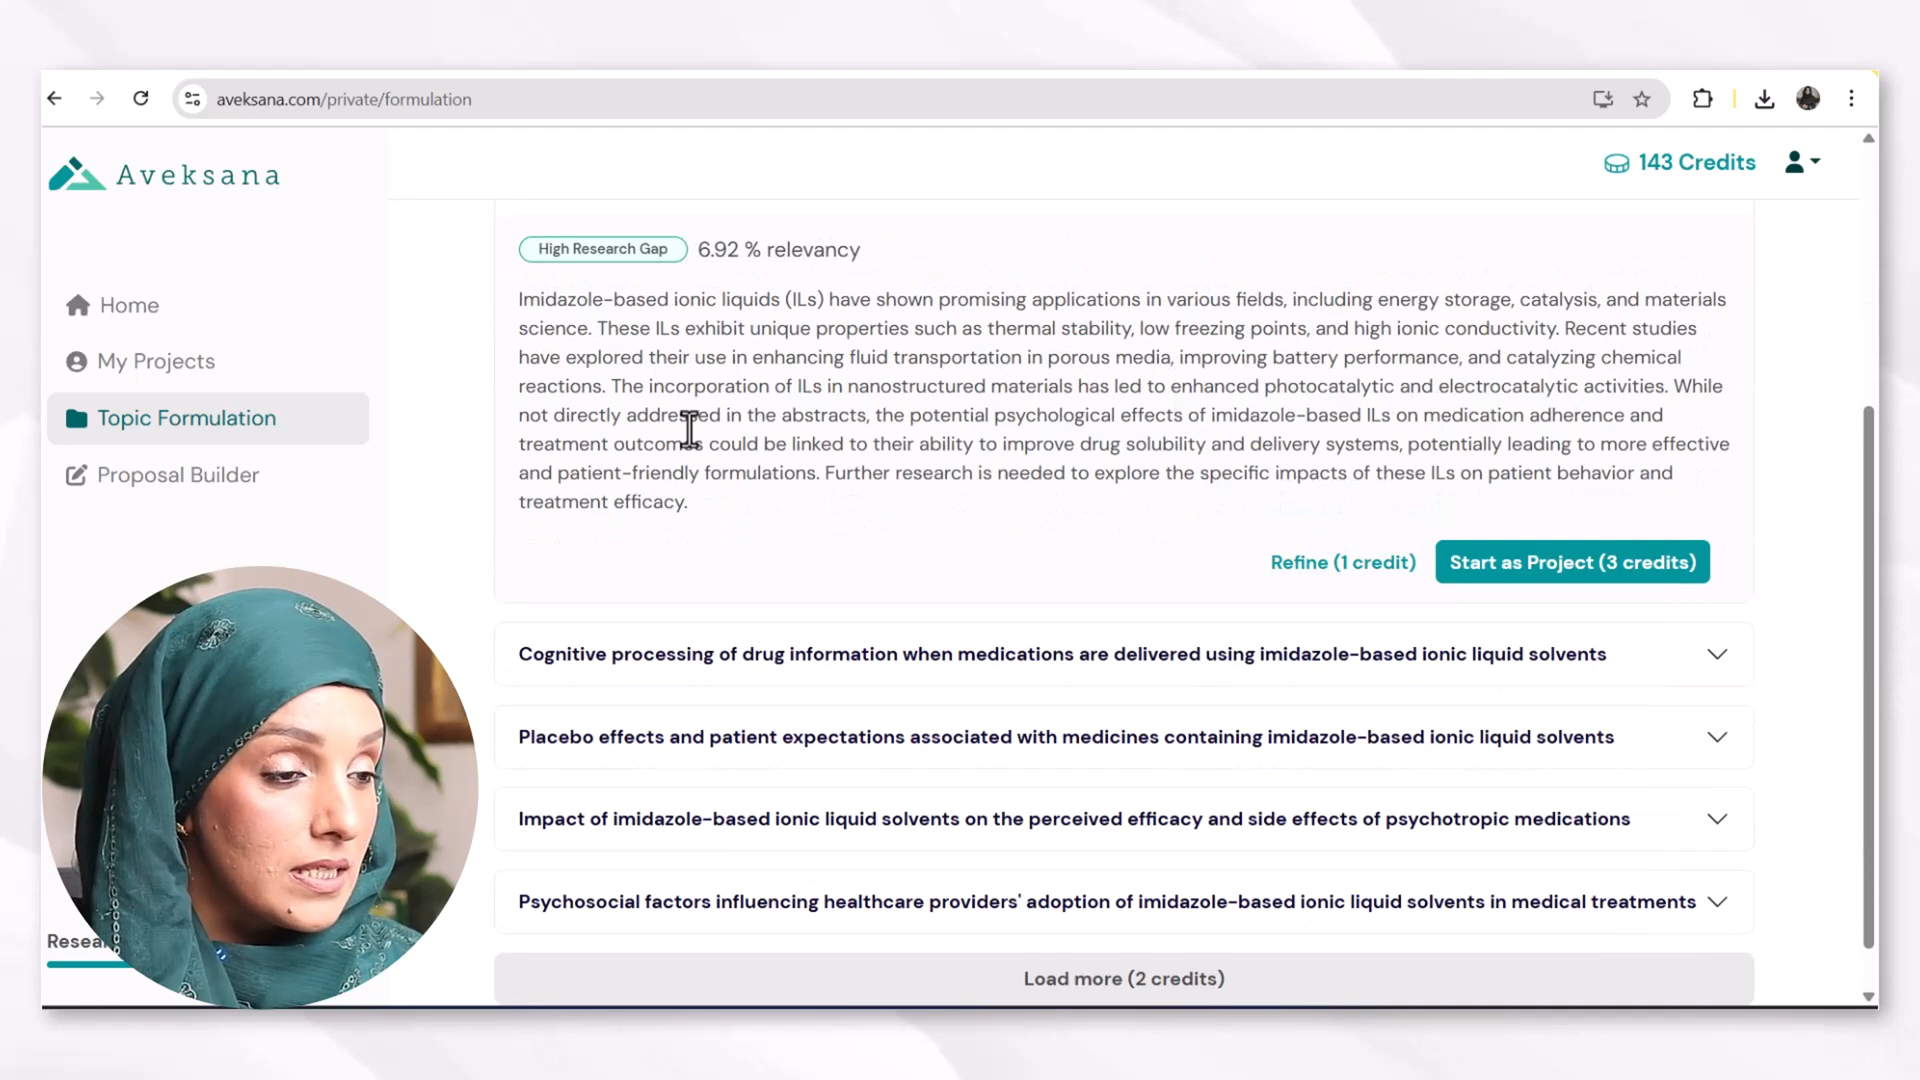 aveksana.com/private/formulation
Aveksana
143 Credits
Home
My Projects
Topic Formulation
Proposal Builder
High Research Gap
6.92 % relevancy
Imidazole-based ionic liquids (ILs) have shown promising applications in various fields, including energy storage, catalysis, and materials
science. These ILs exhibit unique properties such as thermal stability, low freezing points, and high ionic conductivity. Recent studies
have explored their use in enhancing fluid transportation in porous media, improving battery performance, and catalyzing chemical
reactions. The incorporation of ILs in nanostructured materials has led to enhanced photocatalytic and electrocatalytic activities. While
not directly addressed in the abstracts, the potential psychological effects of imidazole-based ILs on medication adherence and
treatment outcomes could be linked to their ability to improve drug solubility and delivery systems, potentially leading to more effective
and patient-friendly formulations. Further research is needed to explore the specific impacts of these ILs on patient behavior and
treatment efficacy.
Refine (1 credit)
Start as Project (3 credits)
Cognitive processing of drug information when medications are delivered using imidazole-based ionic liquid solvents
Placebo effects and patient expectations associated with medicines containing imidazole-based ionic liquid solvents
Impact of imidazole-based ionic liquid solvents on the perceived efficacy and side effects of psychotropic medications
Psychosocial factors influencing healthcare providers' adoption of imidazole-based ionic liquid solvents in medical treatments
Load more (2 credits)